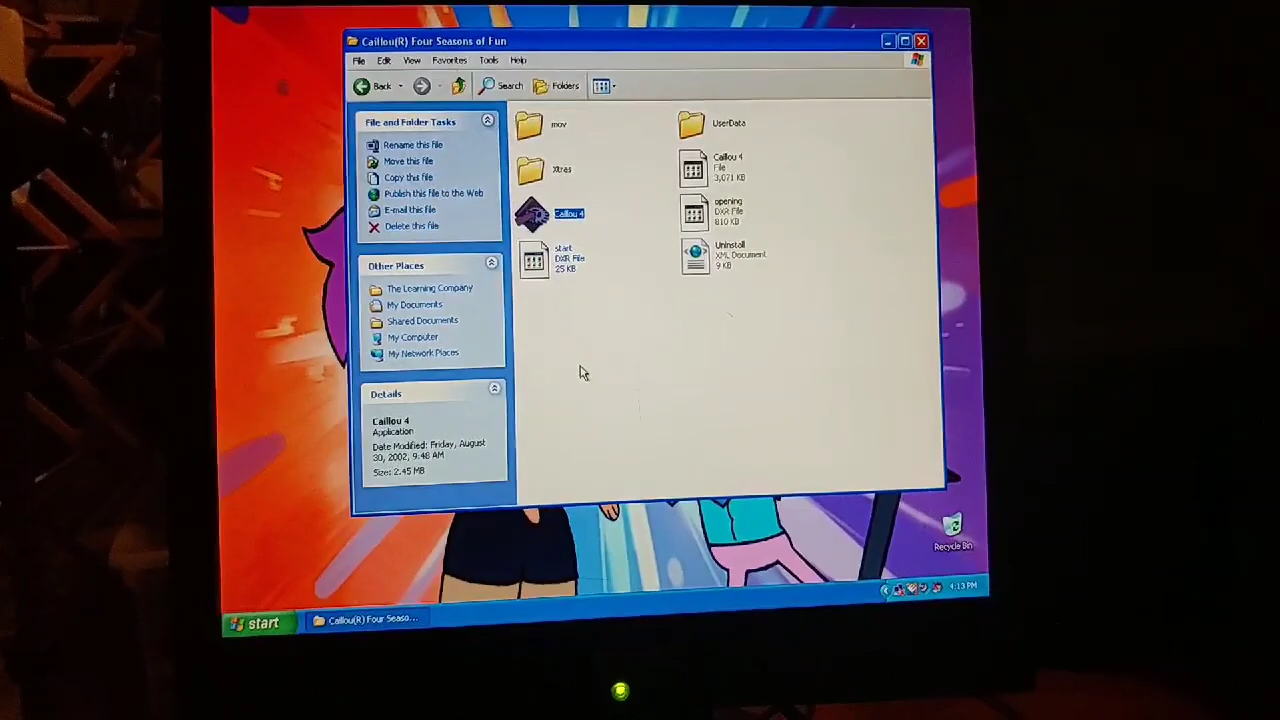 Caillou(R) Four Seasons of Fun
File Edit View Favorites Tools Help
Back Search Folders
File and Folder Tasks
Rename this file
Move this file
Copy this file
Publish this file to the Web
E-mail this file
Delete this file
Other Places
The Learning Company
My Documents
Shared Documents
My Computer
My Network Places
Details
Caillou 4
Application
Date Modified: Friday, August
30, 2002, 9:48 AM
Size: 2.45 MB
mov
UserData
Xtras
Caillou 4
File
3,071 KB
Caillou 4
opening
DXR File
810 KB
start
DXR File
25 KB
Uninstall
XML Document
9 KB
Recycle Bin
start
Caillou(R) Four Seaso...
4:13 PM